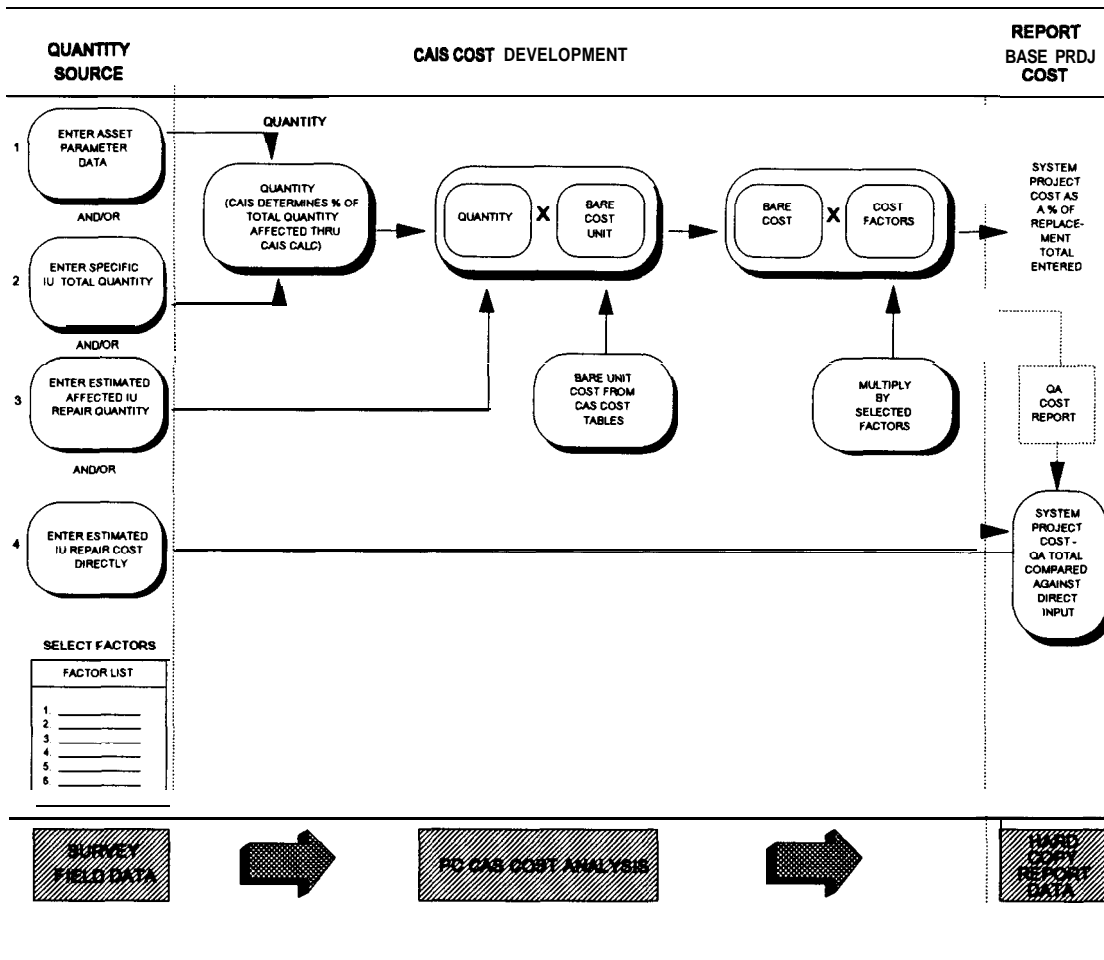 QUANTITY
SOURCE
CAIS COST DEVELOPMENT
REPORT
BASE PRDJ
COST
1
ENTER ASSET
PARAMETER
DATA
AND/OR
2
ENTER SPECIFIC
IU TOTAL QUANTITY
AND/OR
3
ENTER ESTIMATED
AFFECTED IU
REPAIR QUANTITY
AND/OR
4
ENTER ESTIMATED
IU REPAIR COST
DIRECTLY
QUANTITY
QUANTITY
(CAIS DETERMINES % OF
TOTAL QUANTITY
AFFECTED THRU
CAIS CALC)
QUANTITY
X
BARE
COST
UNIT
BARE
COST
X
COST
FACTORS
SYSTEM
PROJECT
COST AS
A % OF
REPLACE-
MENT
TOTAL
ENTERED
BARE UNIT
COST FROM
CAS COST
TABLES
MULTIPLY
BY
SELECTED
FACTORS
QA
COST
REPORT
SYSTEM
PROJECT
COST -
QA TOTAL
COMPARED
AGAINST
DIRECT
INPUT
SELECT FACTORS
FACTOR LIST
1.
2.
3.
4.
5.
6.
SURVEY
FIELD DATA
PC CAS COST ANALYSIS
HARD
COPY
REPORT
DATA